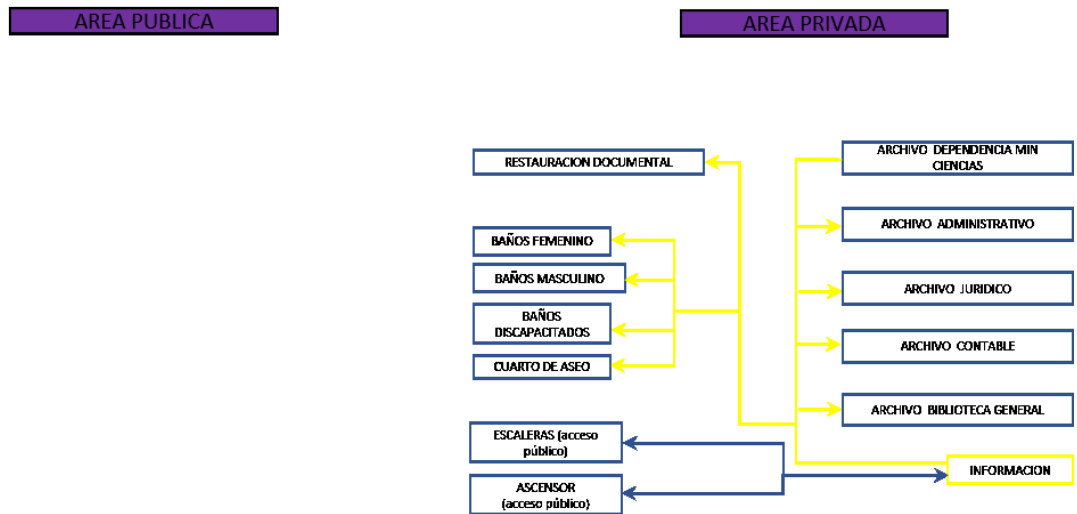 AREA PUBLICA
AREA PRIVADA
RESTAURACION DOCUMENTAL
ARCHIVO DEPENDENCIA MIN
CIENCIAS
ARCHIVO ADMINISTRATIVO
BAÑOS FEMENINO
BAÑOS MASCULINO
ARCHIVO JURIDICO
BAÑOS
DISCAPACITADOS
ARCHIVO CONTABLE
CUARTO DE ASEO
ARCHIVO BIBLIOTECA GENERAL
ESCALERAS (acceso
público)
INFORMACION
ASCENSOR
(acceso público)